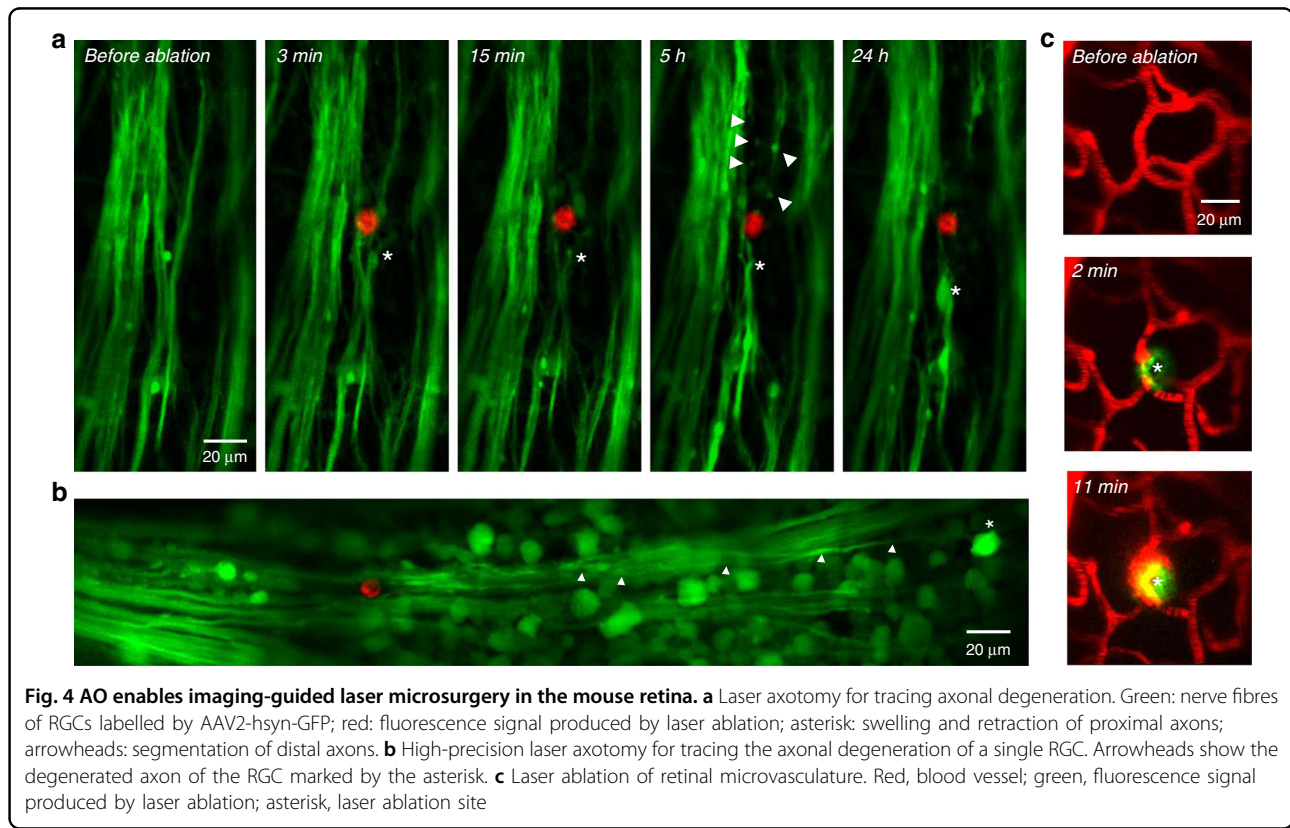 a
Before ablation
3 min
15 min
5 h
24 h
*
*
*
*
20 μm
b
*
20 μm
c
Before ablation
20 μm
2 min
*
11 min
*
Fig. 4 AO enables imaging-guided laser microsurgery in the mouse retina. a Laser axotomy for tracing axonal degeneration. Green: nerve fibres
of RGCs labelled by AAV2-hsyn-GFP; red: fluorescence signal produced by laser ablation; asterisk: swelling and retraction of proximal axons;
arrowheads: segmentation of distal axons. b High-precision laser axotomy for tracing the axonal degeneration of a single RGC. Arrowheads show the
degenerated axon of the RGC marked by the asterisk. c Laser ablation of retinal microvasculature. Red, blood vessel; green, fluorescence signal
produced by laser ablation; asterisk, laser ablation site